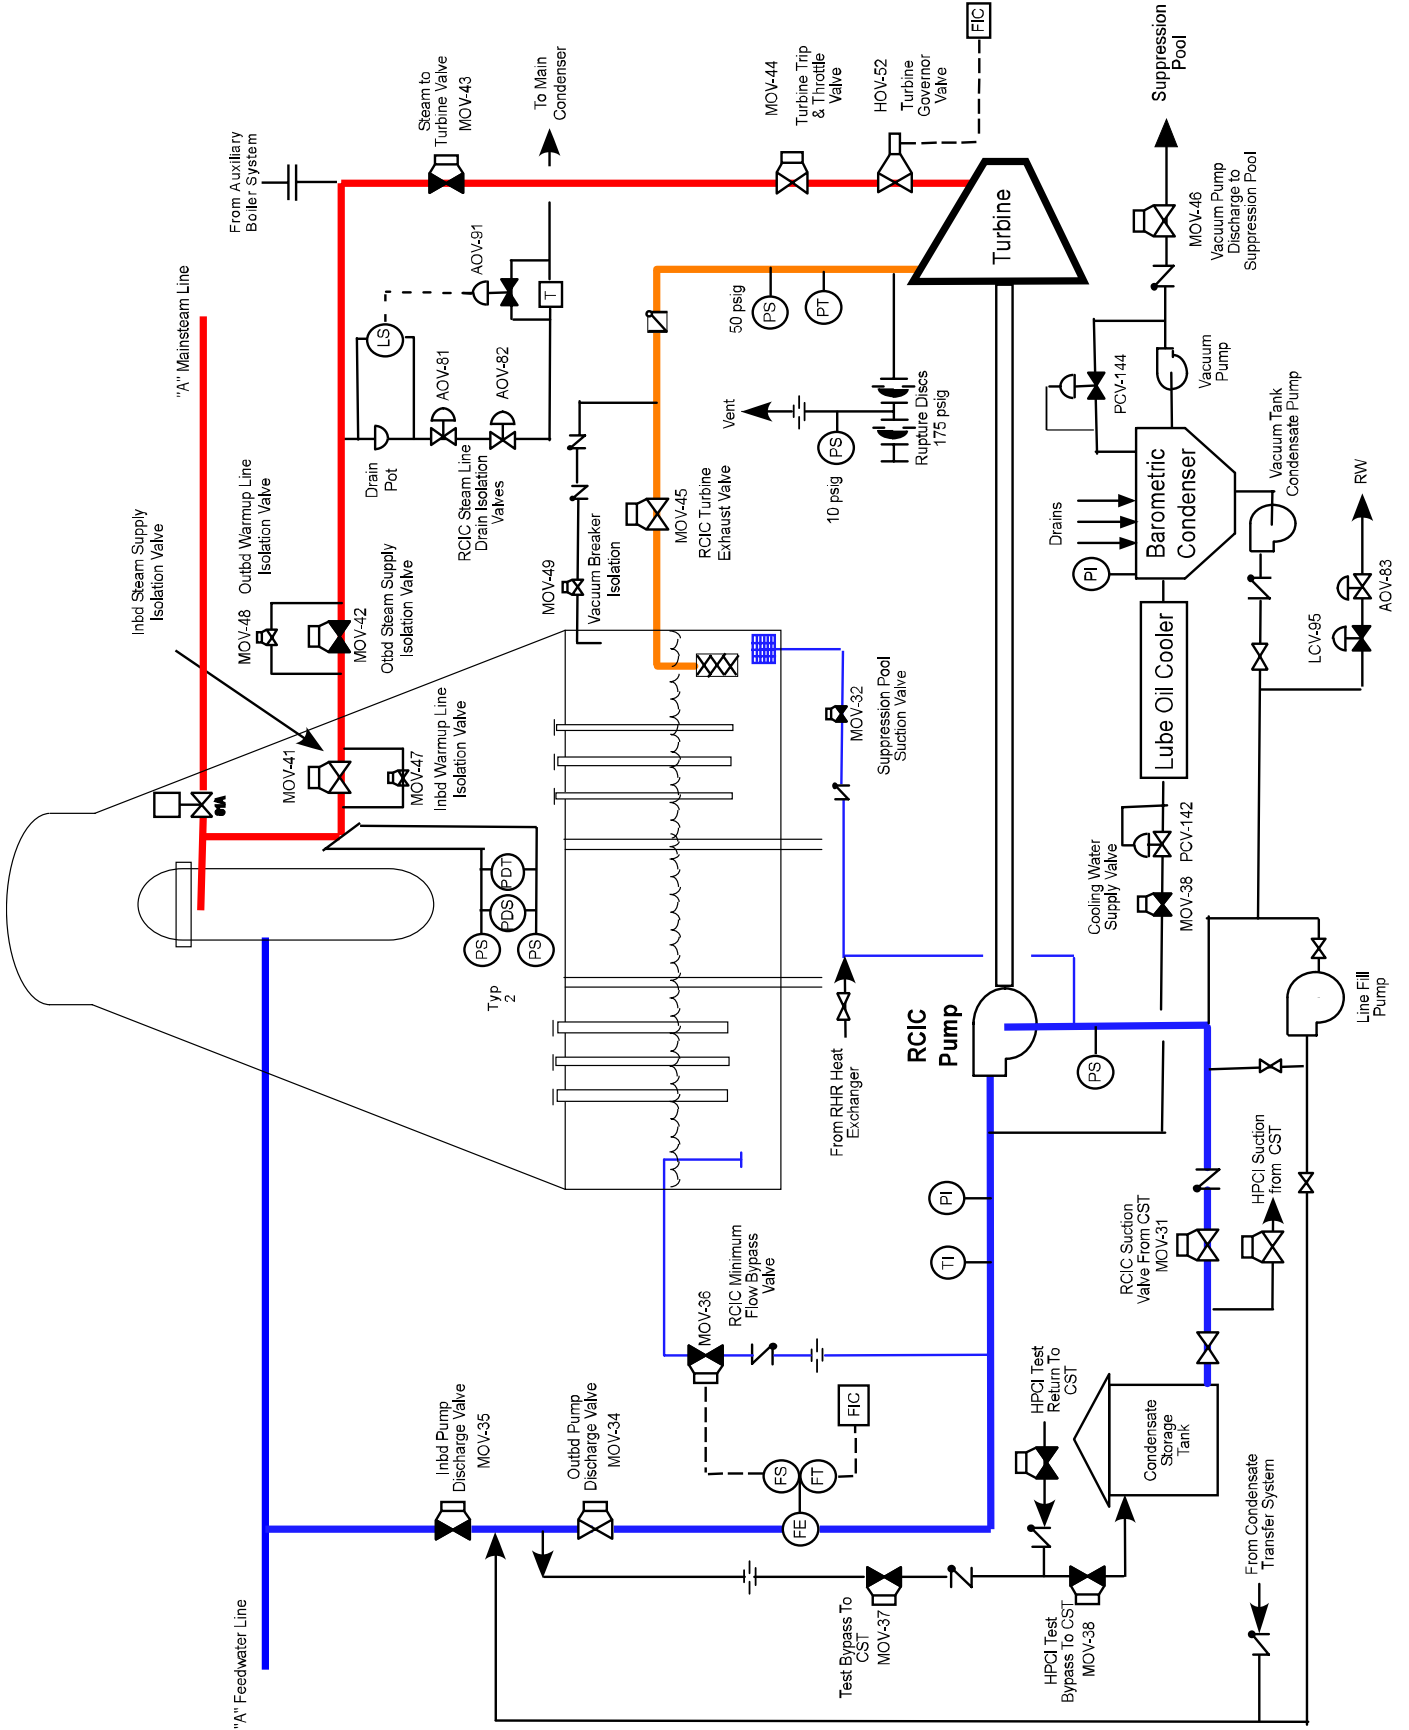 "A" Feedwater Line
"A" Mainsteam Line
From Auxiliary
Boiler System
Steam to
Turbine Valve
MOV-43
To Main
Condenser
MOV-44
Turbine Trip
& Throttle
Valve
HOV-52
Turbine
Governor
Valve
FIC
Suppression
Pool
Inbd Steam Supply
Isolation Valve
MOV-48
Outbd Warmup Line
Isolation Valve
MOV-42
Otbd Steam Supply
Isolation Valve
MOV-41
MOV-47
Inbd Warmup Line
Isolation Valve
LS
AOV-91
T
AOV-81
AOV-82
Drain
Pot
RCIC Steam Line
Drain Isolation
Valves
MOV-49
Vacuum Breaker
Isolation
MOV-45
RCIC Turbine
Exhaust Valve
50 psig
PS
PT
Vent
PS
10 psig
Rupture Discs
175 psig
Turbine
MOV-46
Vacuum Pump
Discharge to
Suppression Pool
PCV-144
Vacuum
Pump
Vacuum Tank
Condensate Pump
Drains
Barometric
Condenser
PI
RW
AOV-83
LCV-95
Lube Oil Cooler
PCV-142
Cooling Water
Supply Valve
MOV-38
MOV-32
Suppression Pool
Suction Valve
PDT
PDS
PS
PS
Typ
2
From RHR Heat
Exchanger
RCIC
Pump
PS
Line Fill
Pump
HPCI Suction
from CST
RCIC Suction
Valve From CST
MOV-31
PI
TI
MOV-36
RCIC Minimum
Flow Bypass
Valve
FIC
FS
FT
FE
Inbd Pump
Discharge Valve
MOV-35
Outbd Pump
Discharge Valve
MOV-34
HPCI Test
Return To
CST
Condensate
Storage
Tank
Test Bypass To
CST
MOV-37
HPCI Test
Bypass To CST
MOV-38
From Condensate
Transfer System